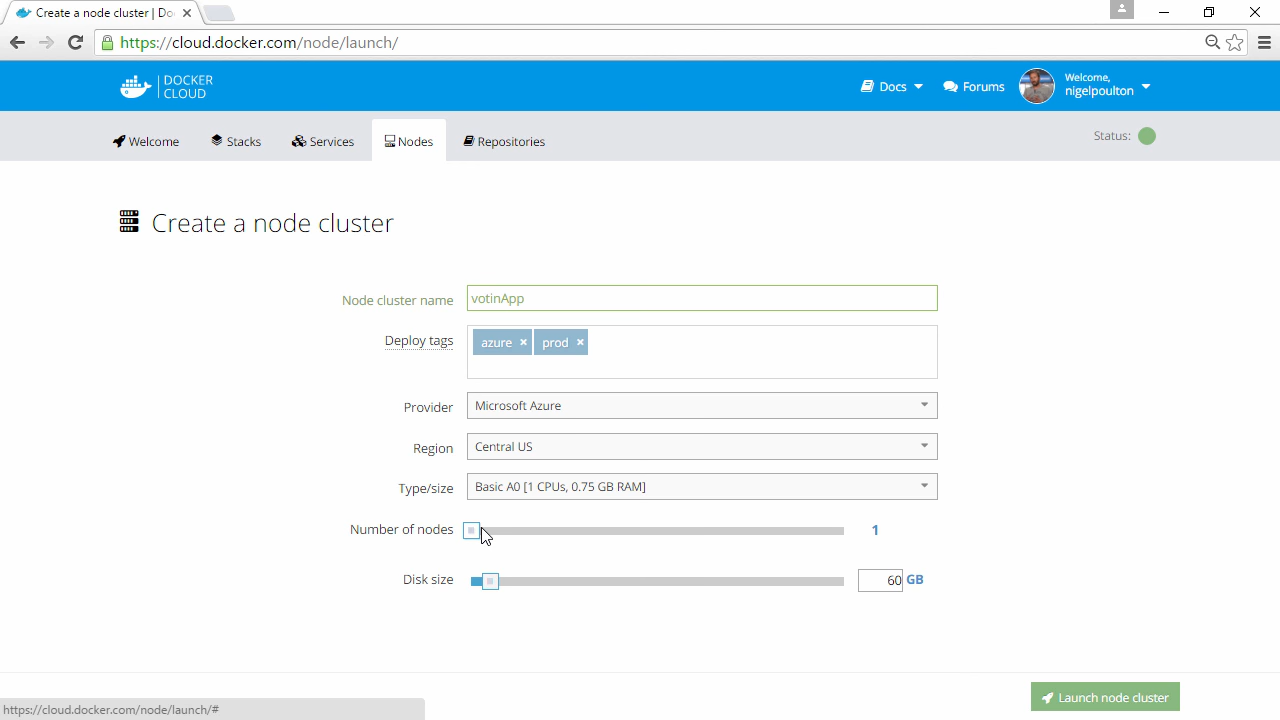 Create a node cluster | Do
https://cloud.docker.com/node/launch/
DOCKER
CLOUD
Docs
Forums
Welcome,
nigelpoulton
Welcome
Stacks
Services
Nodes
Repositories
Status:
Create a node cluster
Node cluster name
votinApp
Deploy tags
azure ×
prod ×
Provider
Microsoft Azure
Region
Central US
Type/size
Basic A0 [1 CPUs, 0.75 GB RAM]
Number of nodes
1
Disk size
60 GB
Launch node cluster
https://cloud.docker.com/node/launch/#